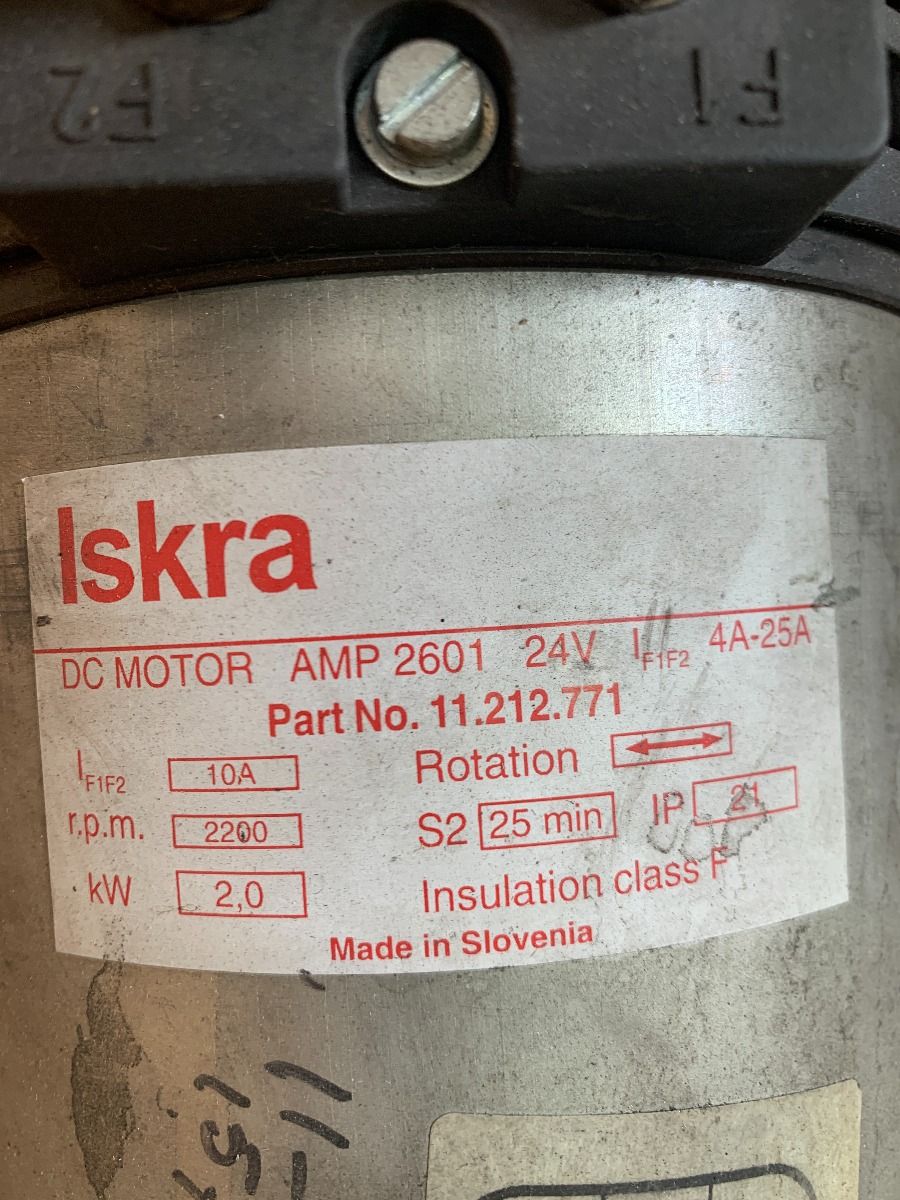 F2 F1
Iskra
DC MOTOR AMP 2601 24V IF1F2 4A-25A
Part No. 11.212.771
IF1F2 10A Rotation
r.p.m. 2200 S2 25 min IP 21
kW 2,0 Insulation class F
Made in Slovenia